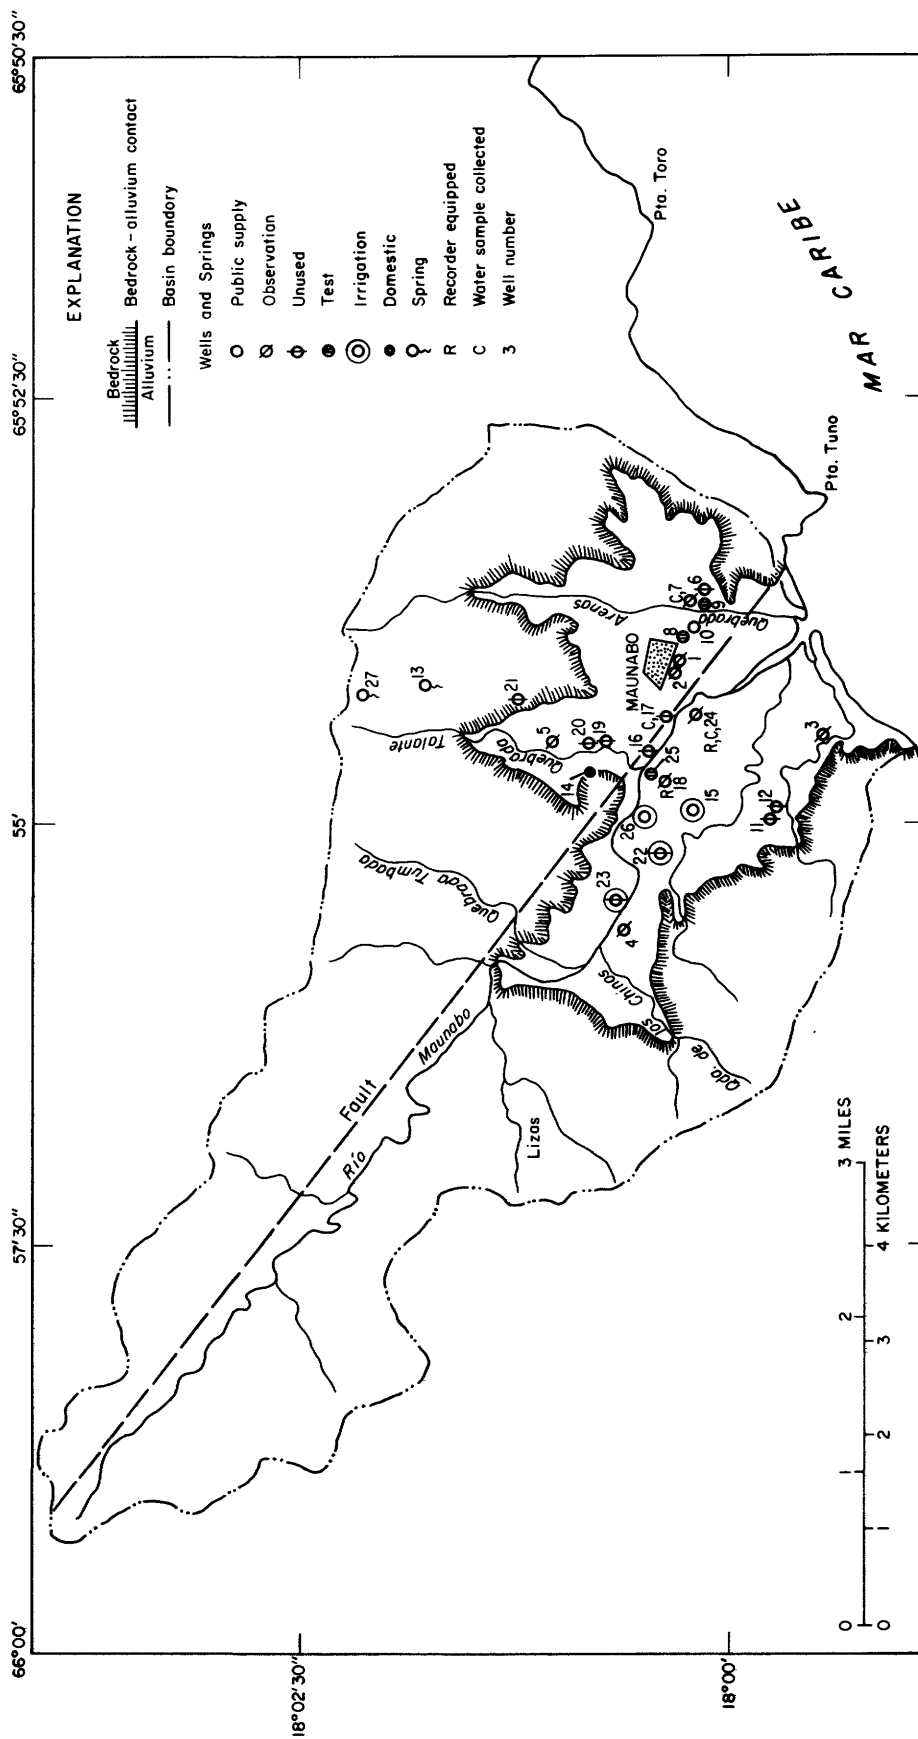 66°00'
57'30"
55'
65°52'30"
65°50'30"
18°02'30"
18°00'
EXPLANATION
Bedrock
Alluvium
Bedrock-alluvium contact
Basin boundory
Wells and Springs
Public supply
Observation
Unused
Test
Irrigation
Domestic
Spring
R Recorder equipped
C Water sample collected
3 Well number
Fault
Río
Maunabo
Lizas
Quebrada Tumbada
Quebrada
Talante
Quebrada
Arenas
Qda. de
los
Chinos
MAUNABO
27
13
21
5
20
19
14
16
C,17
25
R
18
26
15
22
23
4
R,C,24
2
1
8
10
C,7
9
6
3
12
11
Pta. Toro
Pta. Tuno
MAR CARIBE
0 1 2 3 MILES
0 1 2 3 4 KILOMETERS